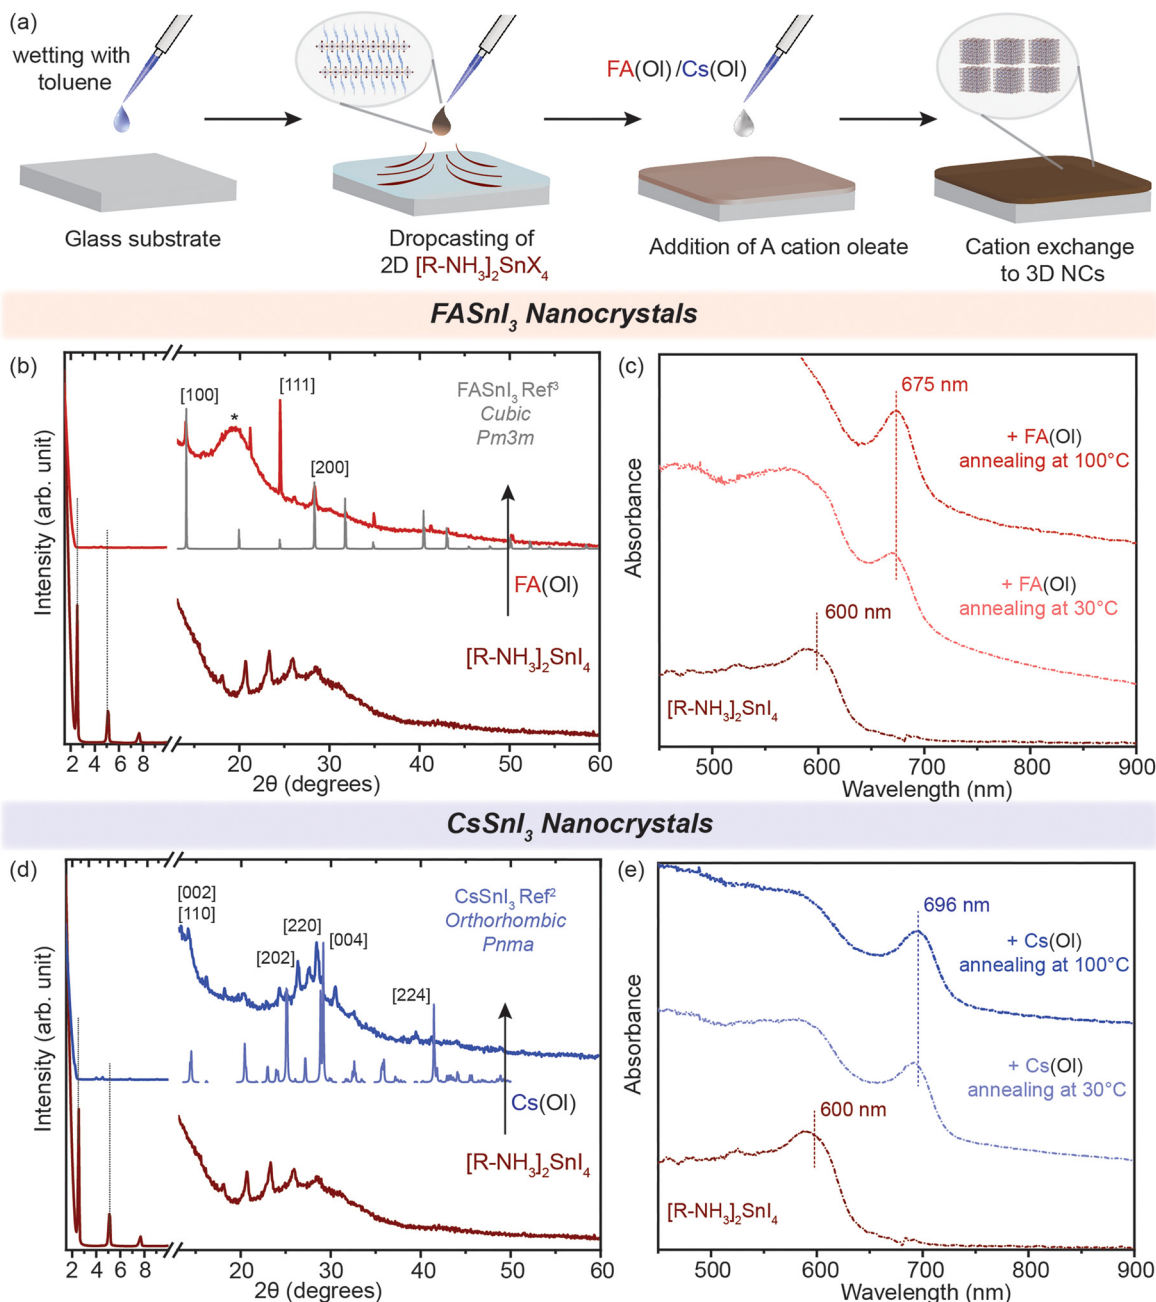 (a)
wetting with
toluene
FA(Ol)/Cs(Ol)
Glass substrate
Dropcasting of
2D [R-NH₃]₂SnX₄
Addition of A cation oleate
Cation exchange
to 3D NCs
FASnI₃ Nanocrystals
(b)
2 4 6 8
20 30 40 50 60
2θ (degrees)
Intensity (arb. unit)
[100]
*
[111]
[200]
FASnI₃ Ref³
Cubic
Pm3m
FA(Ol)
[R-NH₃]₂SnI₄
(c)
Absorbance
675 nm
+ FA(Ol)
annealing at 100°C
+ FA(Ol)
annealing at 30°C
600 nm
[R-NH₃]₂SnI₄
500 600 700 800 900
Wavelength (nm)
CsSnI₃ Nanocrystals
(d)
Intensity (arb. unit)
[002]
[110]
[202]
[220]
[004]
[224]
CsSnI₃ Ref²
Orthorhombic
Pnma
Cs(Ol)
[R-NH₃]₂SnI₄
2 4 6 8
20 30 40 50 60
2θ (degrees)
(e)
Absorbance
696 nm
+ Cs(Ol)
annealing at 100°C
+ Cs(Ol)
annealing at 30°C
600 nm
[R-NH₃]₂SnI₄
500 600 700 800 900
Wavelength (nm)